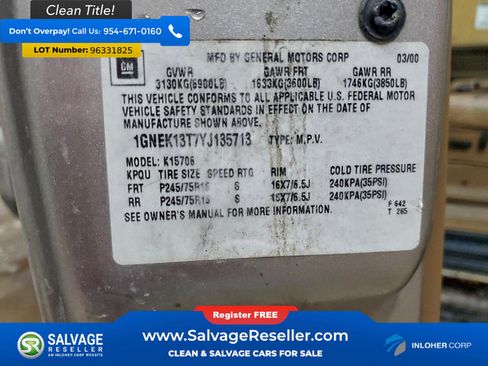 Clean Title!
Don't Overpay! Call Us: 954-671-0160
Lot Number: 96331825
GM
MFD BY GENERAL MOTORS CORP 03/00
GVWR GAWR FRT GAWR RR
3130KG(6900LB) 1633KG(3600LB) 1746KG(3850LB)
THIS VEHICLE CONFORMS TO ALL APPLICABLE U.S. FEDERAL MOTOR
VEHICLE SAFETY STANDARDS IN EFFECT ON THE DATE OF
MANUFACTURE SHOWN ABOVE.
1GNEK13T7YJ135713 TYPE: M.P.V.
MODEL: K15706
KPQU TIRE SIZE SPEED RTG RIM COLD TIRE PRESSURE
FRT P245/75R16 S 16X7/6.5J 240KPA(35PSI)
RR P245/75R16 S 16X7/6.5J 240KPA(35PSI)
SEE OWNER'S MANUAL FOR MORE INFORMATION.
F 642
T 265
Register FREE
SALVAGE RESELLER
AN INLOHER CORP WEBSITE
www.SalvageReseller.com
CLEAN & SALVAGE CARS FOR SALE
INLOHER CORP